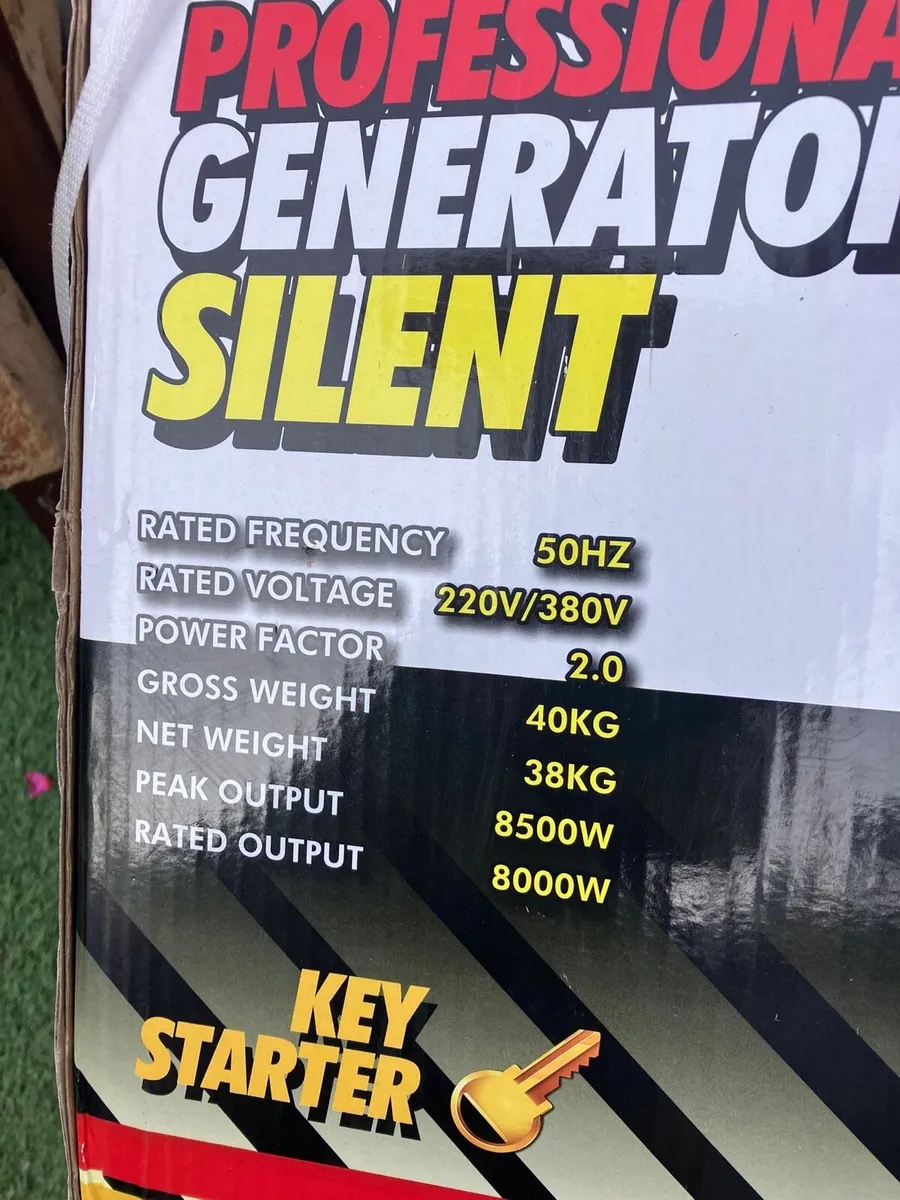 PROFESSIONA
GENERATO
SILENT
RATED FREQUENCY 50HZ
RATED VOLTAGE 220V/380V
POWER FACTOR 2.0
GROSS WEIGHT 40KG
NET WEIGHT 38KG
PEAK OUTPUT 8500W
RATED OUTPUT 8000W
KEY
STARTER